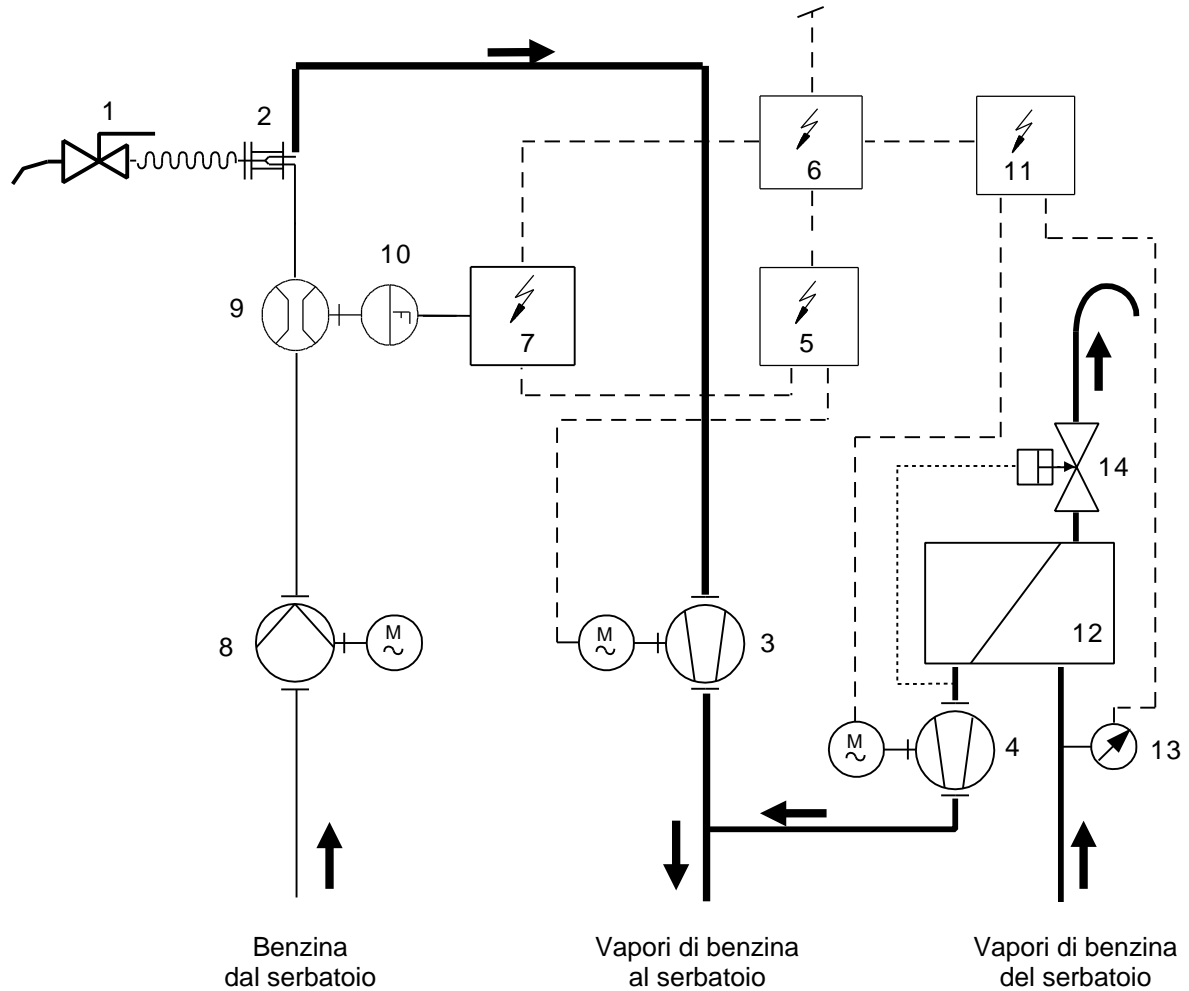 1
2
6
11
10
9
7
5
14
12
8
M
~
M
~
3
M
~
4
13
F
Benzina
dal serbatoio
Vapori di benzina
al serbatoio
Vapori di benzina
del serbatoio